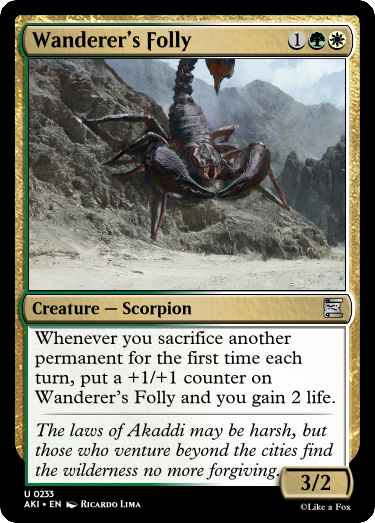 Wanderer's Folly 1
Creature — Scorpion
Whenever you sacrifice another
permanent for the first time each
turn, put a +1/+1 counter on
Wanderer's Folly and you gain 2 life.
The laws of Akaddi may be harsh, but
those who venture beyond the cities find
the wilderness no more forgiving.
3/2
U 0233
AKI • EN Ricardo Lima
©Like a Fox